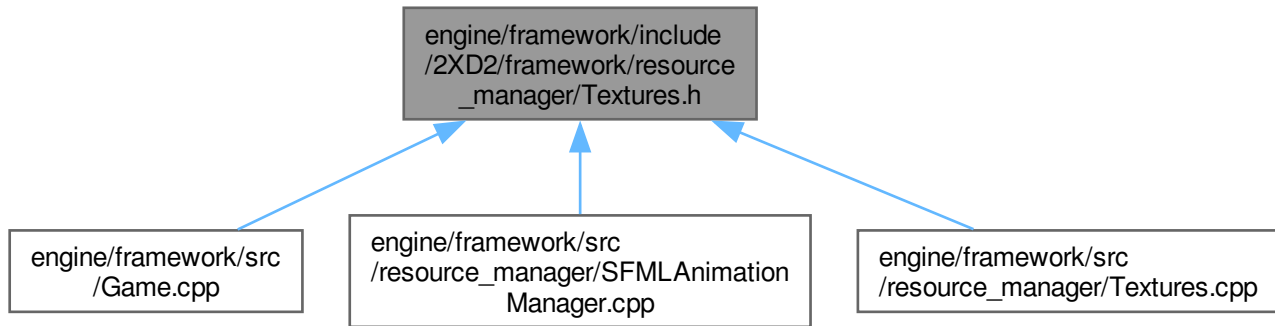 engine/framework/include
/2XD2/framework/resource
_manager/Textures.h
engine/framework/src
/Game.cpp
engine/framework/src
/resource_manager/SFMLAnimation
Manager.cpp
engine/framework/src
/resource_manager/Textures.cpp